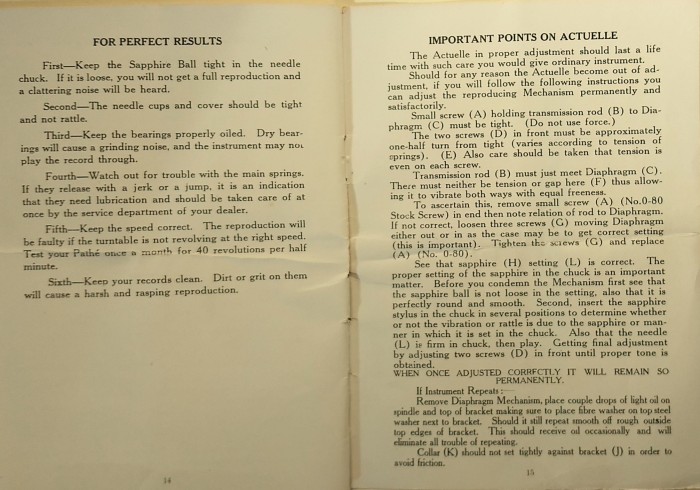 FOR PERFECT RESULTS
First—Keep the Sapphire Ball tight in the needle
chuck. If it is loose, you will not get a full reproduction and
a clattering noise will be heard.
Second—The needle cups and cover should be tight
and not rattle.
Third—Keep the bearings properly oiled. Dry bear-
ings will cause a grinding noise, and the instrument may not
play the record through.
Fourth—Watch out for trouble with the main springs.
If they release with a jerk or a jump, it is an indication
that they need lubrication and should be taken care of at
once by the service department of your dealer.
Fifth—Keep the speed correct. The reproduction will
be faulty if the turntable is not revolving at the right speed.
Test your Pathé once a month for 40 revolutions per half
minute.
Sixth—Keep your records clean. Dirt or grit on them
will cause a harsh and rasping reproduction.
14
IMPORTANT POINTS ON ACTUELLE
The Actuelle in proper adjustment should last a life
time with such care you would give ordinary instrument.
Should for any reason the Actuelle become out of ad-
justment, if you will follow the following instructions you
can adjust the reproducing Mechanism permanently and
satisfactorily.
Small screw (A) holding transmission rod (B) to Dia-
phragm (C) must be tight. (Do not use force.)
The two screws (D) in front must be approximately
one-half turn from tight (varies according to tension of
springs). (E) Also care should be taken that tension is
even on each screw.
Transmission rod (B) must just meet Diaphragm (C).
There must neither be tension or gap here (F) thus allow-
ing it to vibrate both ways with equal freeness.
To ascertain this, remove small screw (A) (No.0-80
Stock Screw) in end then note relation of rod to Diaphragm.
If not correct, loosen three screws (G) moving Diaphragm
either out or in as the case may be to get correct setting
(this is important). Tighten the screws (G) and replace
(A) (No. 0-80).
See that sapphire (H) setting (L) is correct. The
proper setting of the sapphire in the chuck is an important
matter. Before you condemn the Mechanism first see that
the sapphire ball is not loose in the setting, also that it is
perfectly round and smooth. Second, insert the sapphire
stylus in the chuck in several positions to determine whether
or not the vibration or rattle is due to the sapphire or man-
ner in which it is set in the chuck. Also that the needle
(L) is firm in chuck, then play. Getting final adjustment
by adjusting two screws (D) in front until proper tone is
obtained.
WHEN ONCE ADJUSTED CORRECTLY IT WILL REMAIN SO
PERMANENTLY.
If Instrument Repeats:—
Remove Diaphragm Mechanism, place couple drops of light oil on
spindle and top of bracket making sure to place fibre washer on top steel
washer next to bracket. Should it still repeat smooth off rough outside
top edges of bracket. This should receive oil occasionally and will
eliminate all trouble of repeating.
Collar (K) should not set tightly against bracket (J) in order to
avoid friction.
15